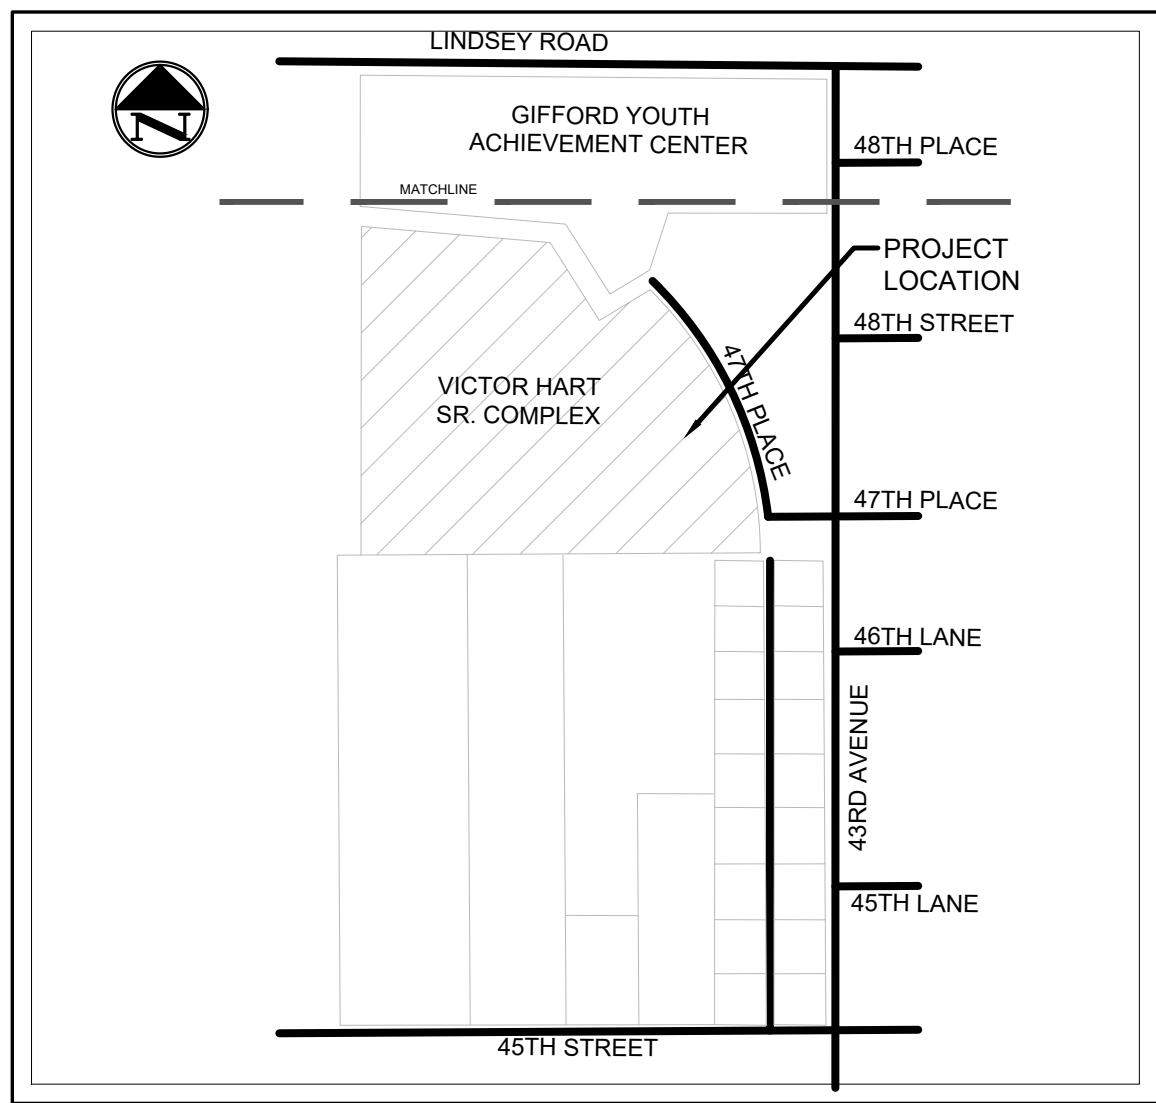 LINDSEY ROAD
GIFFORD YOUTH
ACHIEVEMENT CENTER
48TH PLACE
N
MATCHLINE
PROJECT
LOCATION
48TH STREET
47TH PLACE
VICTOR HART
SR. COMPLEX
47TH PLACE
46TH LANE
43RD AVENUE
45TH LANE
45TH STREET